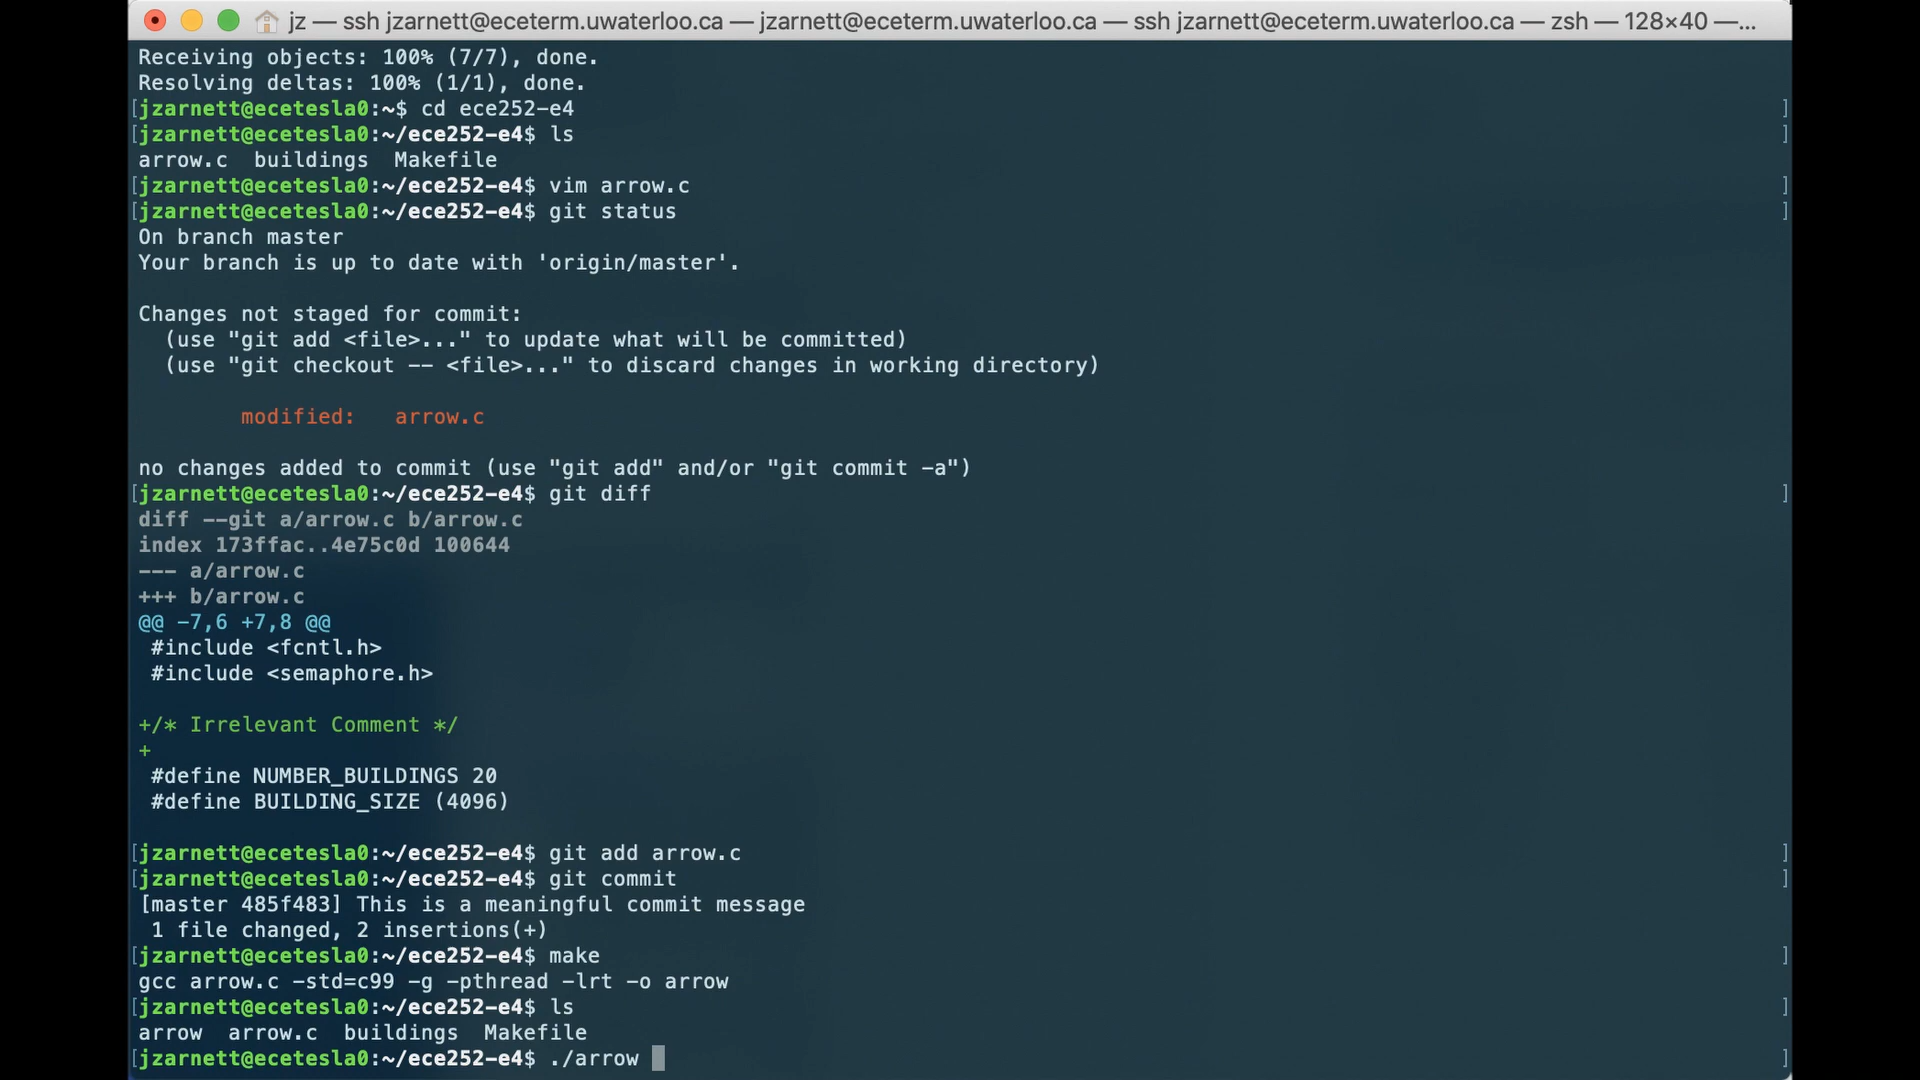 jz — ssh jzarnett@eceterm.uwaterloo.ca — jzarnett@eceterm.uwaterloo.ca — ssh jzarnett@eceterm.uwaterloo.ca — zsh — 128×40 —...
Receiving objects: 100% (7/7), done.
Resolving deltas: 100% (1/1), done.
[jzarnett@ecetesla0:~$ cd ece252-e4 ]
[jzarnett@ecetesla0:~/ece252-e4$ ls ]
arrow.c  buildings  Makefile
[jzarnett@ecetesla0:~/ece252-e4$ vim arrow.c ]
[jzarnett@ecetesla0:~/ece252-e4$ git status ]
On branch master
Your branch is up to date with 'origin/master'.
Changes not staged for commit:
  (use "git add <file>..." to update what will be committed)
  (use "git checkout -- <file>..." to discard changes in working directory)
        modified:   arrow.c
no changes added to commit (use "git add" and/or "git commit -a")
[jzarnett@ecetesla0:~/ece252-e4$ git diff ]
diff --git a/arrow.c b/arrow.c
index 173ffac..4e75c0d 100644
--- a/arrow.c
+++ b/arrow.c
@@ -7,6 +7,8 @@
 #include <fcntl.h>
 #include <semaphore.h>
+/* Irrelevant Comment */
+
 #define NUMBER_BUILDINGS 20
 #define BUILDING_SIZE (4096)
[jzarnett@ecetesla0:~/ece252-e4$ git add arrow.c ]
[jzarnett@ecetesla0:~/ece252-e4$ git commit ]
[master 485f483] This is a meaningful commit message
 1 file changed, 2 insertions(+)
[jzarnett@ecetesla0:~/ece252-e4$ make ]
gcc arrow.c -std=c99 -g -pthread -lrt -o arrow
[jzarnett@ecetesla0:~/ece252-e4$ ls ]
arrow  arrow.c  buildings  Makefile
[jzarnett@ecetesla0:~/ece252-e4$ ./arrow ]